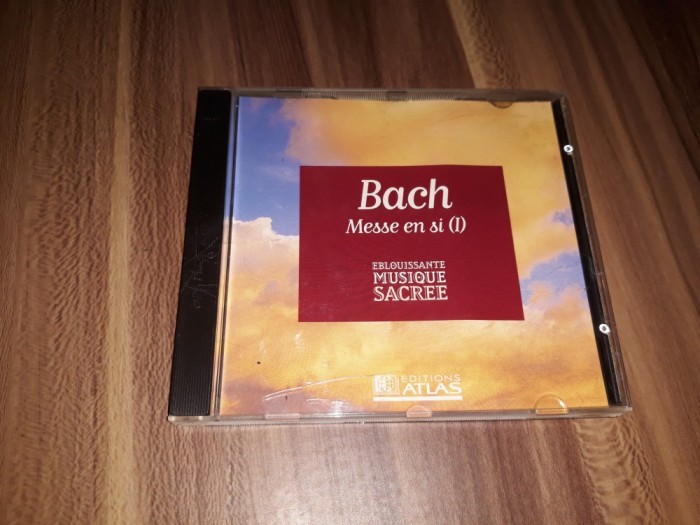 Bach
Messe en si (I)
EBLOUISSANTE
MUSIQUE
SACREE
EDITIONS
ATLAS